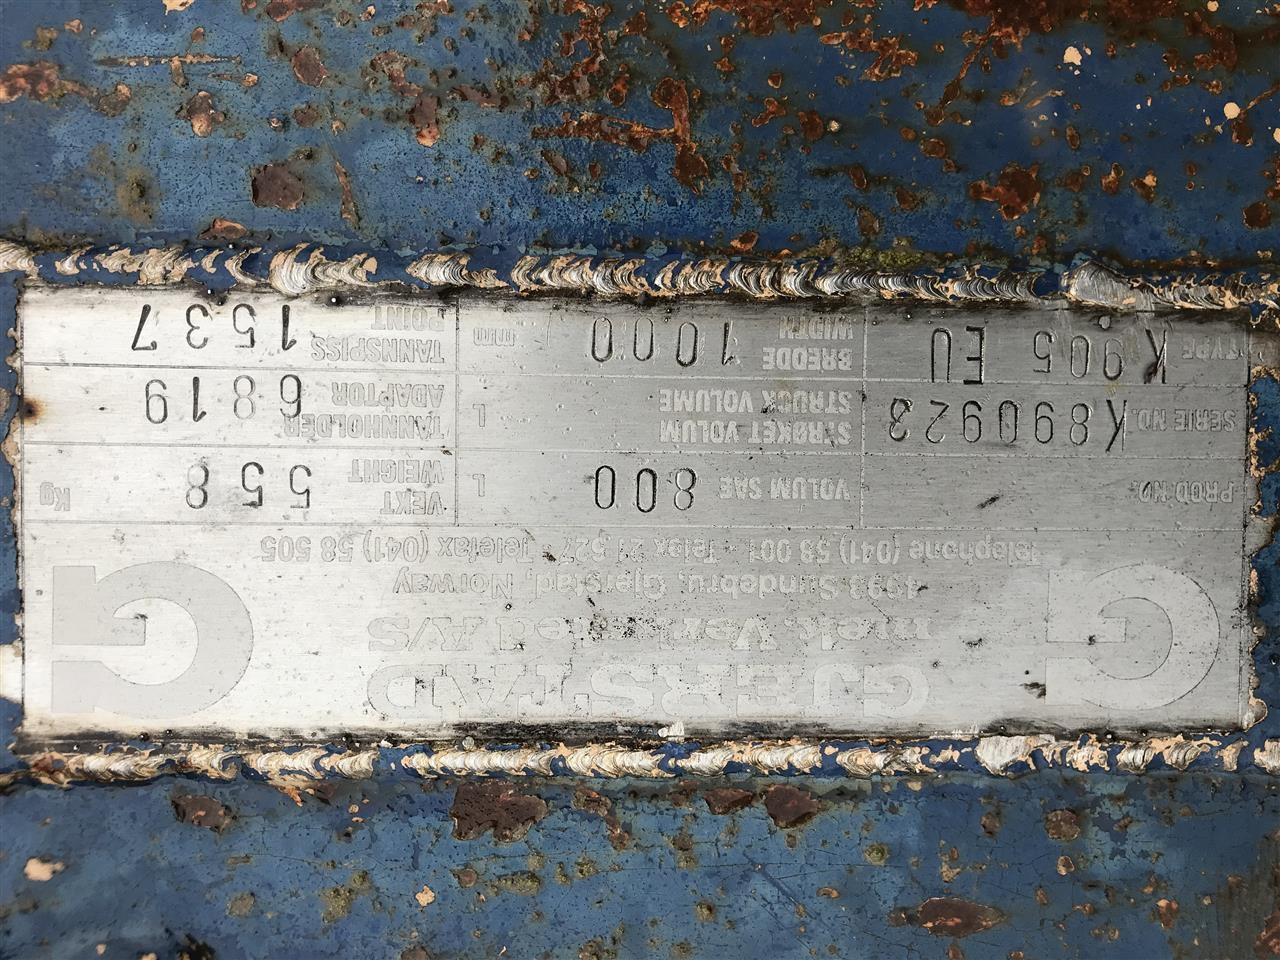 GJERSTAD
mek. Verksted A/S
4993 Sundebru, Gjerstad, Norway
Telephone (041) 58 001 - Telex 21 527 - Telefax (041) 58 505
PROD NO.
VOLUM SAE 800 L
VEKT
WEIGHT 558 Kg
SERIE NO. K890923
STRØKET VOLUM
STRUCK VOLUME L
TANNHOLDER
ADAPTOR 6819
TYPE K905 EU
BREDDE
WIDTH 1000 mm
TANNSPISS
POINT 1537